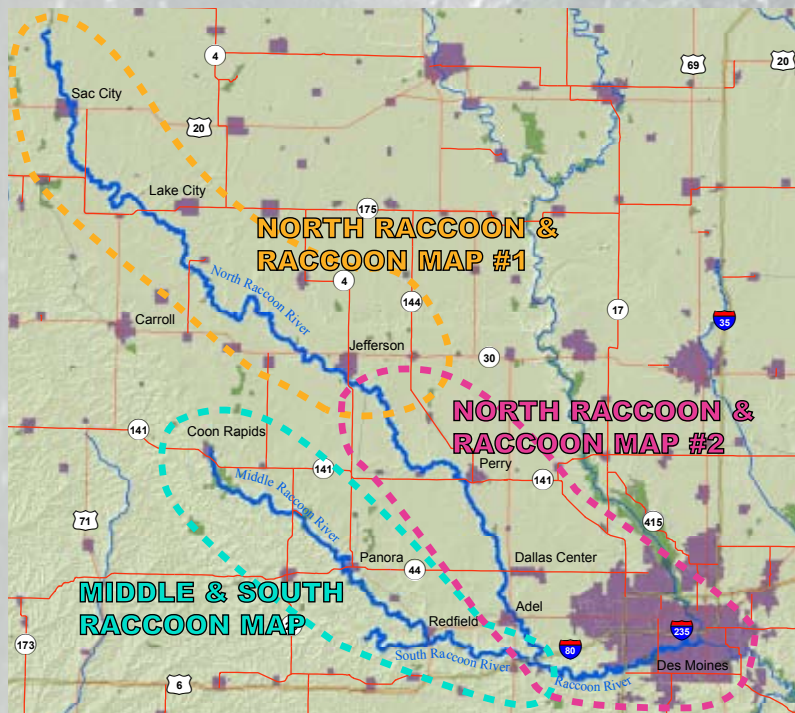 4
69
20
Sac City
20
Lake City
175
NORTH RACCOON &
RACCOON MAP #1
North Raccoon River
4
144
17
35
Carroll
Jefferson
30
NORTH RACCOON &
RACCOON MAP #2
141
Coon Rapids
141
Perry
141
Middle Raccoon River
71
415
Panora
44
Dallas Center
MIDDLE & SOUTH
RACCOON MAP
Adel
Redfield
235
173
80
South Raccoon River
Des Moines
6
Raccoon River